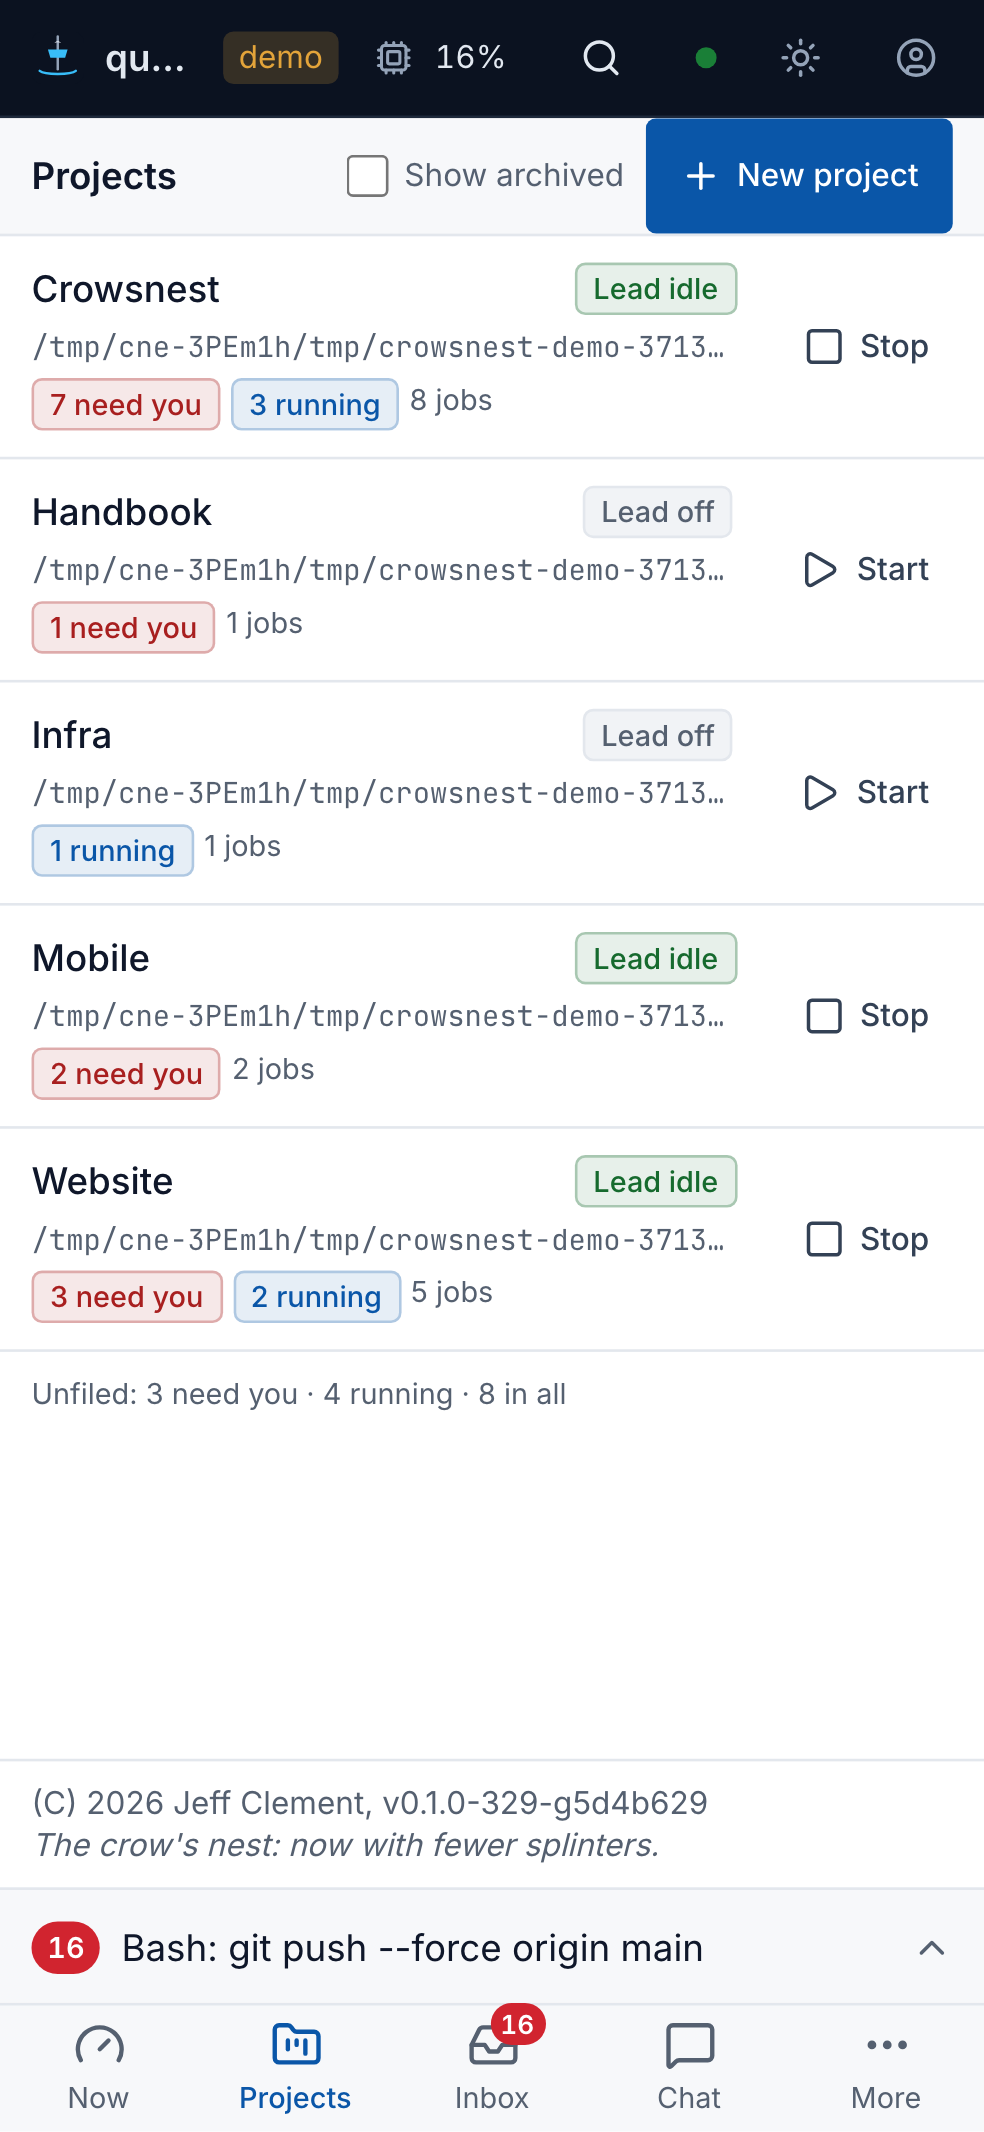 qu... demo 16%
Projects Show archived + New project
Crowsnest Lead idle
/tmp/cne-3PEm1h/tmp/crowsnest-demo-3713… Stop
7 need you 3 running 8 jobs
Handbook Lead off
/tmp/cne-3PEm1h/tmp/crowsnest-demo-3713… Start
1 need you 1 jobs
Infra Lead off
/tmp/cne-3PEm1h/tmp/crowsnest-demo-3713… Start
1 running 1 jobs
Mobile Lead idle
/tmp/cne-3PEm1h/tmp/crowsnest-demo-3713… Stop
2 need you 2 jobs
Website Lead idle
/tmp/cne-3PEm1h/tmp/crowsnest-demo-3713… Stop
3 need you 2 running 5 jobs
Unfiled: 3 need you · 4 running · 8 in all
(C) 2026 Jeff Clement, v0.1.0-329-g5d4b629
The crow's nest: now with fewer splinters.
16 Bash: git push --force origin main
16
Now Projects Inbox Chat More